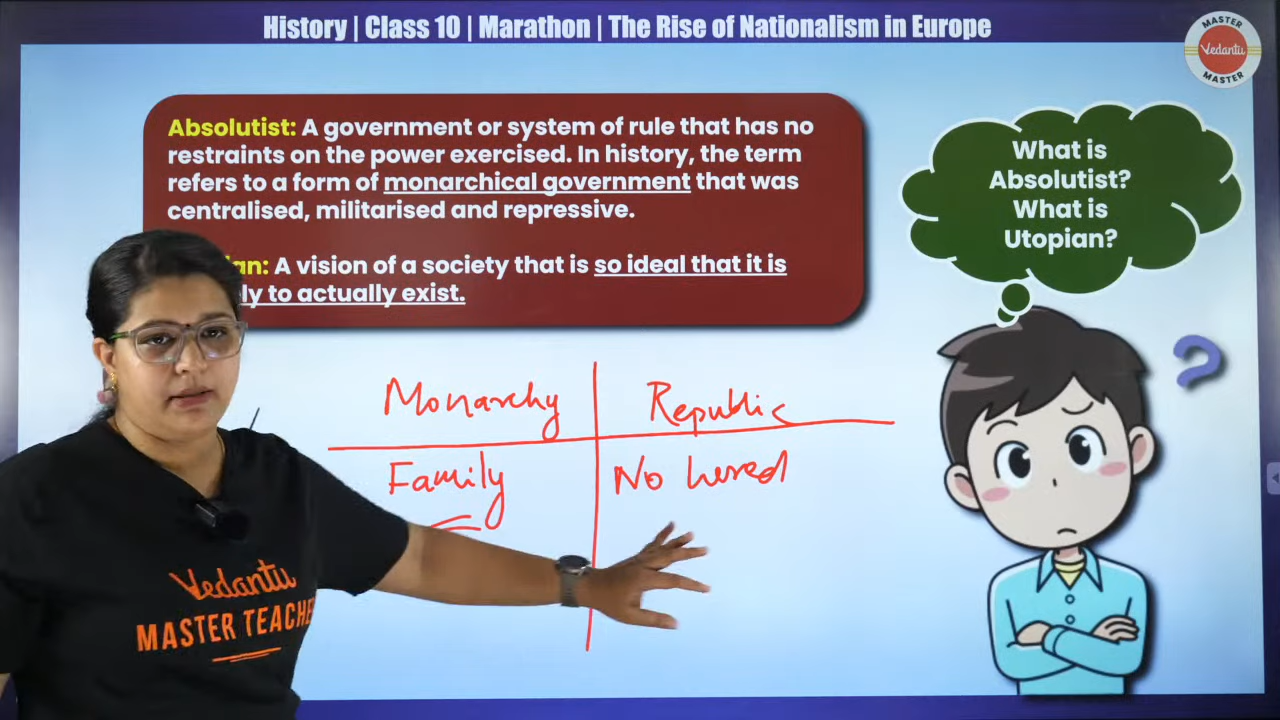 History | Class 10 | Marathon | The Rise of Nationalism in Europe
MASTER
Vedantu
MASTER
Absolutist: A government or system of rule that has no
restraints on the power exercised. In history, the term
refers to a form of monarchical government that was
centralised, militarised and repressive.
A vision of a society that is so ideal that it is
to actually exist.
What is
Absolutist?
What is
Utopian?
Monarchy
Republic
Family
No hered
Vedantu
MASTER